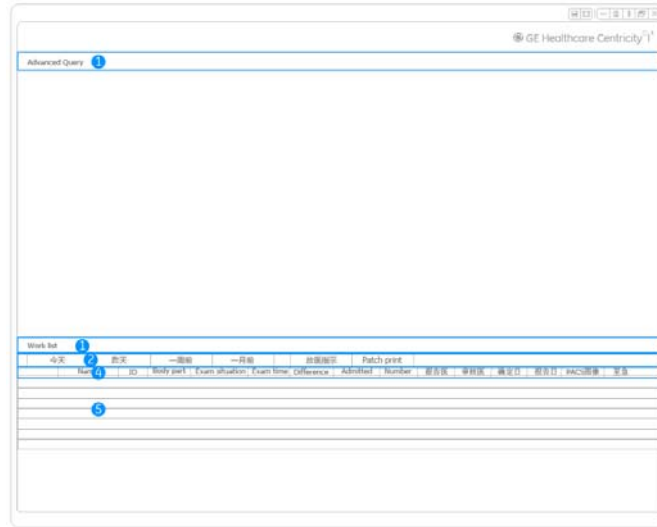 GE Healthcare Centricity
Advanced Query 1
Work list 1
今天 2 昨天 一周前 一月前 Patch print
4 ID Body part Exam situation Exam time Difference Admitted Number 报告医 审核医 确定日 报告日 PACS图像 至急
5